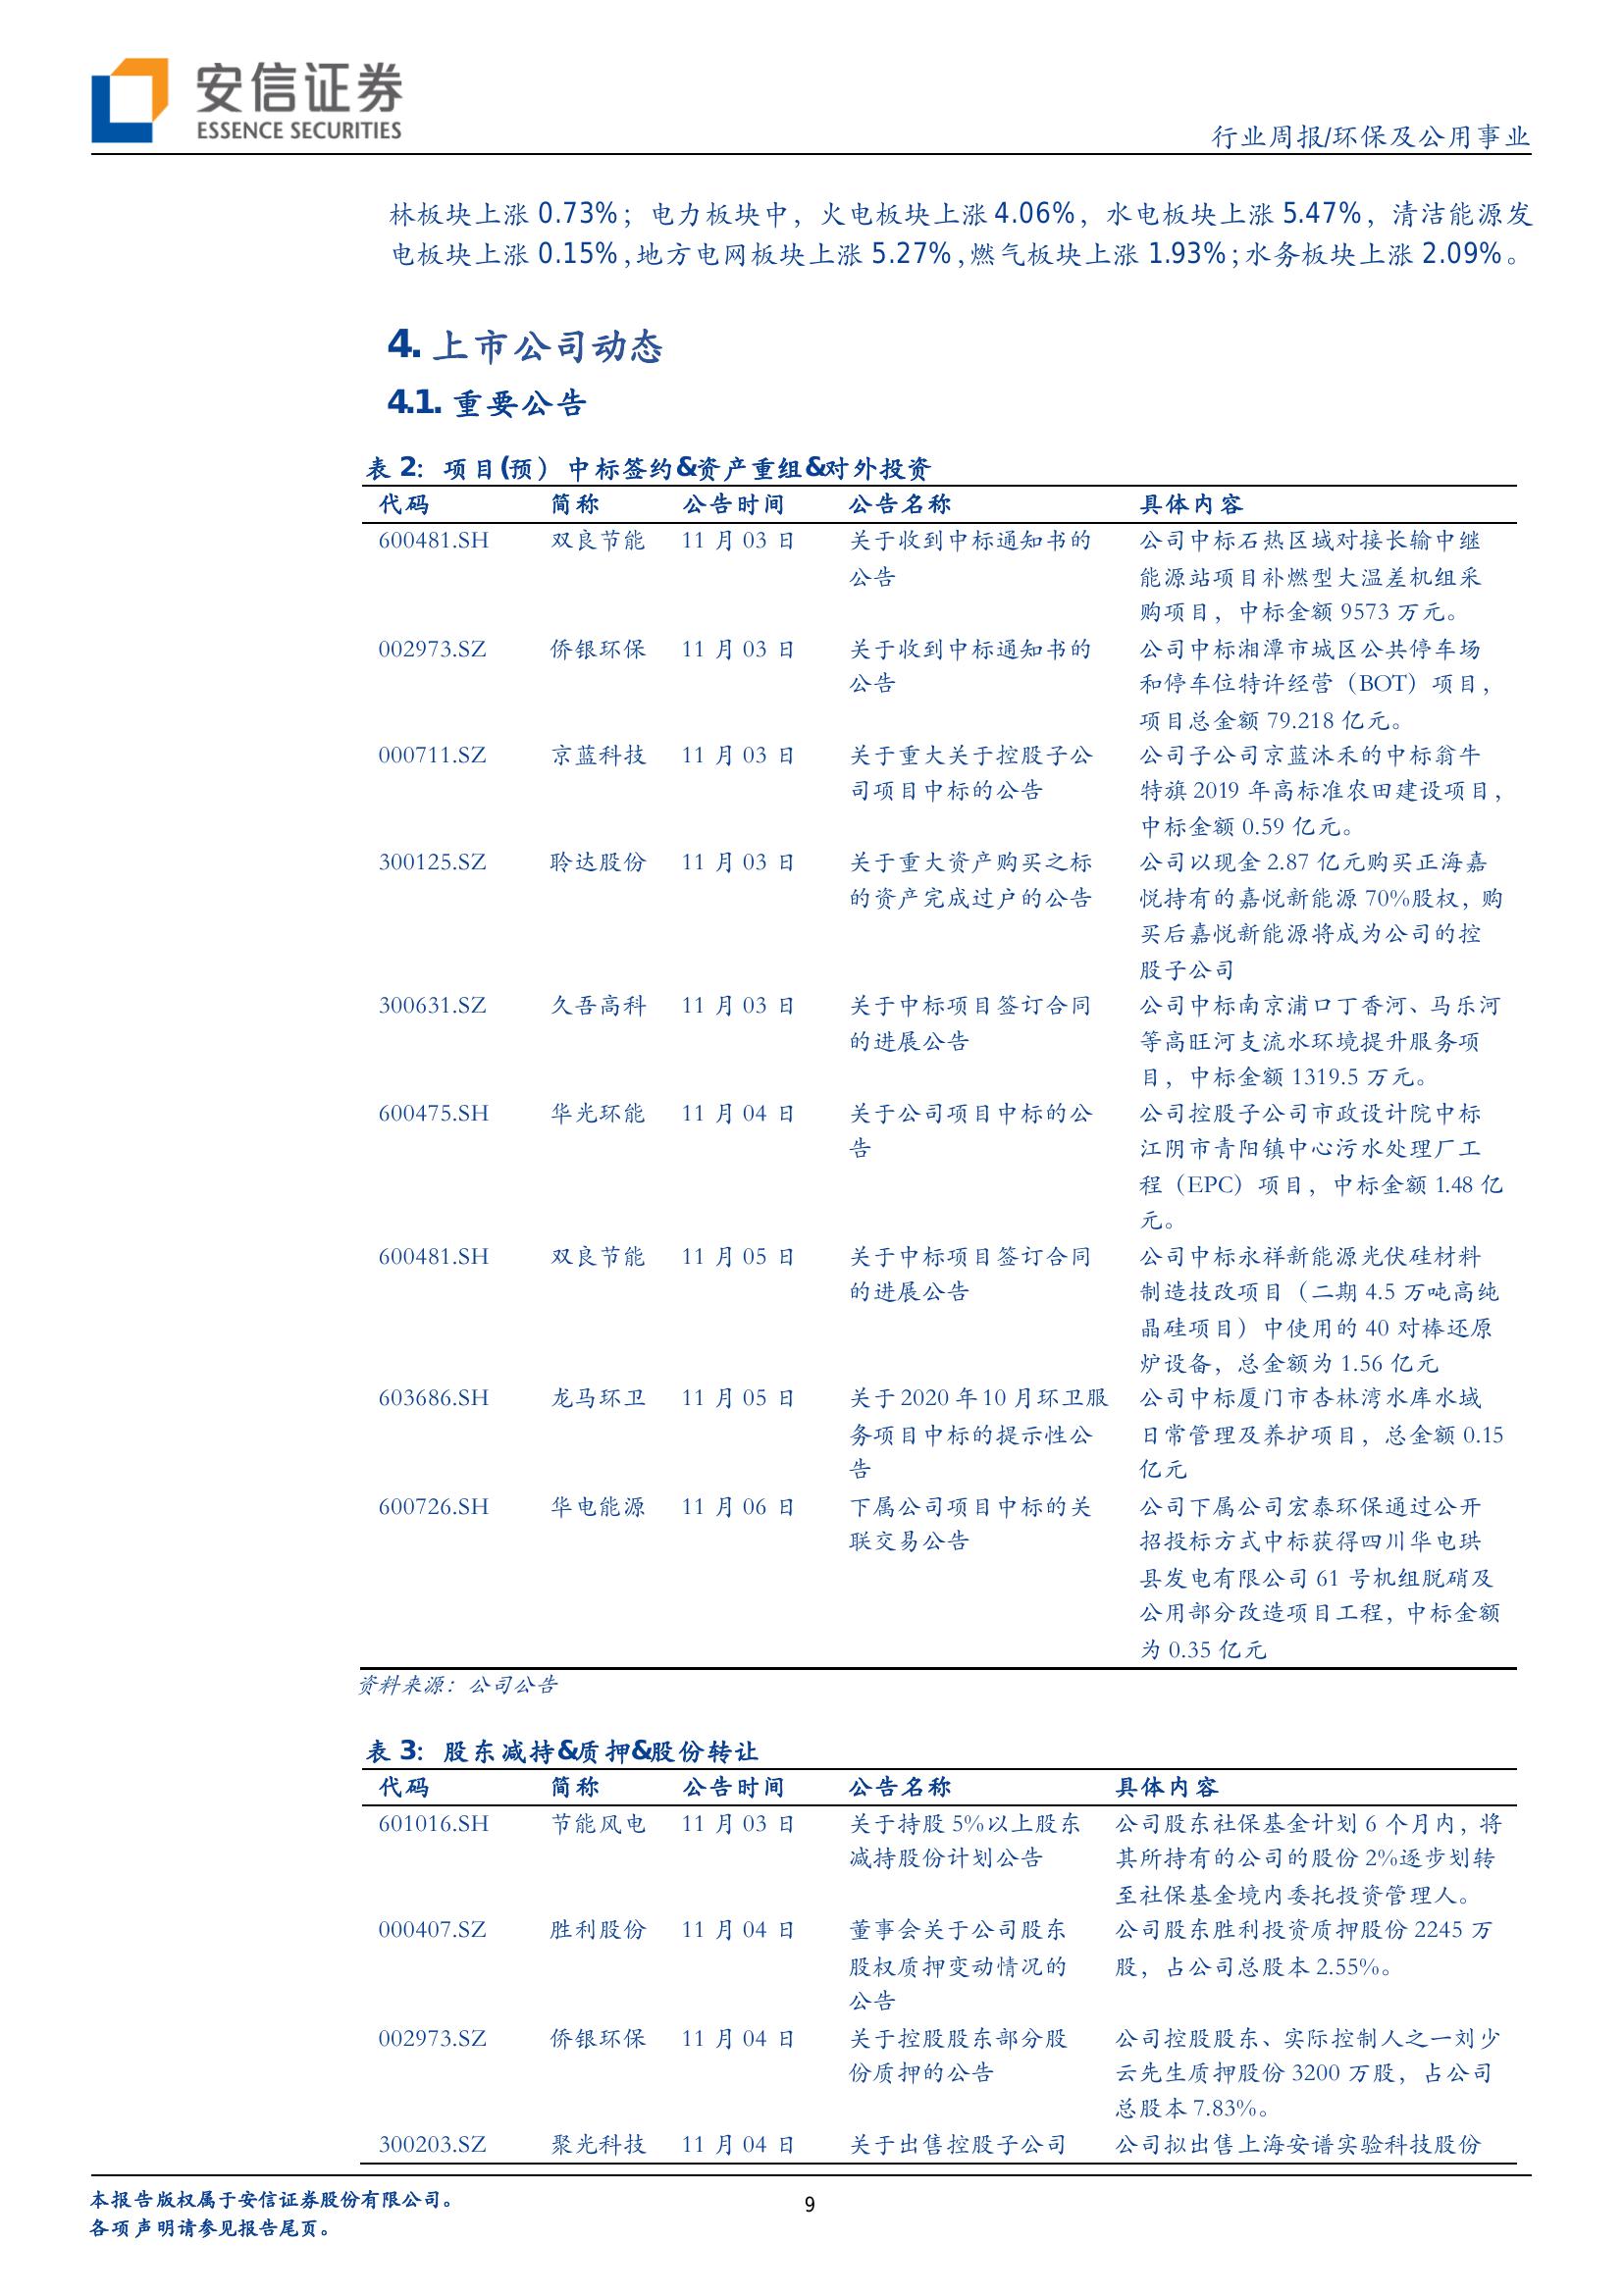 安信证券
ESSENCE SECURITIES
行业周报/环保及公用事业
林板块上涨 0.73%；电力板块中，火电板块上涨 4.06%，水电板块上涨 5.47%，清洁能源发
电板块上涨 0.15%,地方电网板块上涨 5.27%,燃气板块上涨 1.93%;水务板块上涨 2.09%。
4. 上市公司动态
4.1. 重要公告
表 2：项目(预）中标签约&资产重组&对外投资
代码 简称 公告时间 公告名称 具体内容
600481.SH 双良节能 11 月 03 日 关于收到中标通知书的 公司中标石热区域对接长输中继
公告 能源站项目补燃型大温差机组采
购项目，中标金额 9573 万元。
002973.SZ 侨银环保 11 月 03 日 关于收到中标通知书的 公司中标湘潭市城区公共停车场
公告 和停车位特许经营（BOT）项目，
项目总金额 79.218 亿元。
000711.SZ 京蓝科技 11 月 03 日 关于重大关于控股子公 公司子公司京蓝沐禾的中标翁牛
司项目中标的公告 特旗 2019 年高标准农田建设项目，
中标金额 0.59 亿元。
300125.SZ 聆达股份 11 月 03 日 关于重大资产购买之标 公司以现金 2.87 亿元购买正海嘉
的资产完成过户的公告 悦持有的嘉悦新能源 70%股权，购
买后嘉悦新能源将成为公司的控
股子公司
300631.SZ 久吾高科 11 月 03 日 关于中标项目签订合同 公司中标南京浦口丁香河、马乐河
的进展公告 等高旺河支流水环境提升服务项
目，中标金额 1319.5 万元。
600475.SH 华光环能 11 月 04 日 关于公司项目中标的公 公司控股子公司市政设计院中标
告 江阴市青阳镇中心污水处理厂工
程（EPC）项目，中标金额 1.48 亿
元。
600481.SH 双良节能 11 月 05 日 关于中标项目签订合同 公司中标永祥新能源光伏硅材料
的进展公告 制造技改项目（二期 4.5 万吨高纯
晶硅项目）中使用的 40 对棒还原
炉设备，总金额为 1.56 亿元
603686.SH 龙马环卫 11 月 05 日 关于 2020 年 10 月环卫服 公司中标厦门市杏林湾水库水域
务项目中标的提示性公 日常管理及养护项目，总金额 0.15
告 亿元
600726.SH 华电能源 11 月 06 日 下属公司项目中标的关 公司下属公司宏泰环保通过公开
联交易公告 招投标方式中标获得四川华电珙
县发电有限公司 61 号机组脱硝及
公用部分改造项目工程，中标金额
为 0.35 亿元
资料来源：公司公告
表 3：股东减持&质押&股份转让
代码 简称 公告时间 公告名称 具体内容
601016.SH 节能风电 11 月 03 日 关于持股 5%以上股东 公司股东社保基金计划 6 个月内，将
减持股份计划公告 其所持有的公司的股份 2%逐步划转
至社保基金境内委托投资管理人。
000407.SZ 胜利股份 11 月 04 日 董事会关于公司股东 公司股东胜利投资质押股份 2245 万
股权质押变动情况的 股，占公司总股本 2.55%。
公告
002973.SZ 侨银环保 11 月 04 日 关于控股股东部分股 公司控股股东、实际控制人之一刘少
份质押的公告 云先生质押股份 3200 万股，占公司
总股本 7.83%。
300203.SZ 聚光科技 11 月 04 日 关于出售控股子公司 公司拟出售上海安谱实验科技股份
本报告版权属于安信证券股份有限公司。
各项声明请参见报告尾页。
9